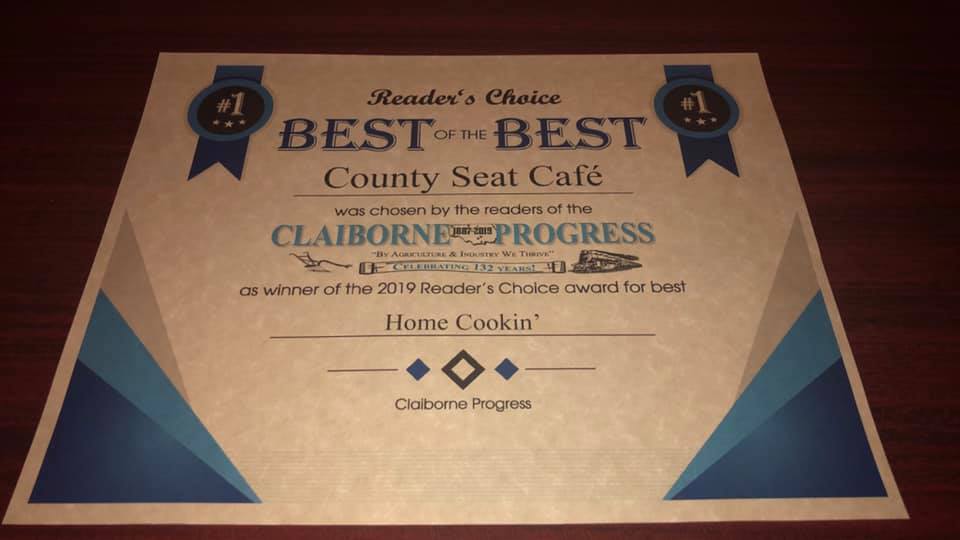 #1
#1
Reader's Choice
BEST OF THE BEST
County Seat Café
was chosen by the readers of the
CLAIBORNE 1887-2019 PROGRESS
"BY AGRICULTURE & INDUSTRY WE THRIVE"
CELEBRATING 132 YEARS!
as winner of the 2019 Reader's Choice award for best
Home Cookin'
Claiborne Progress